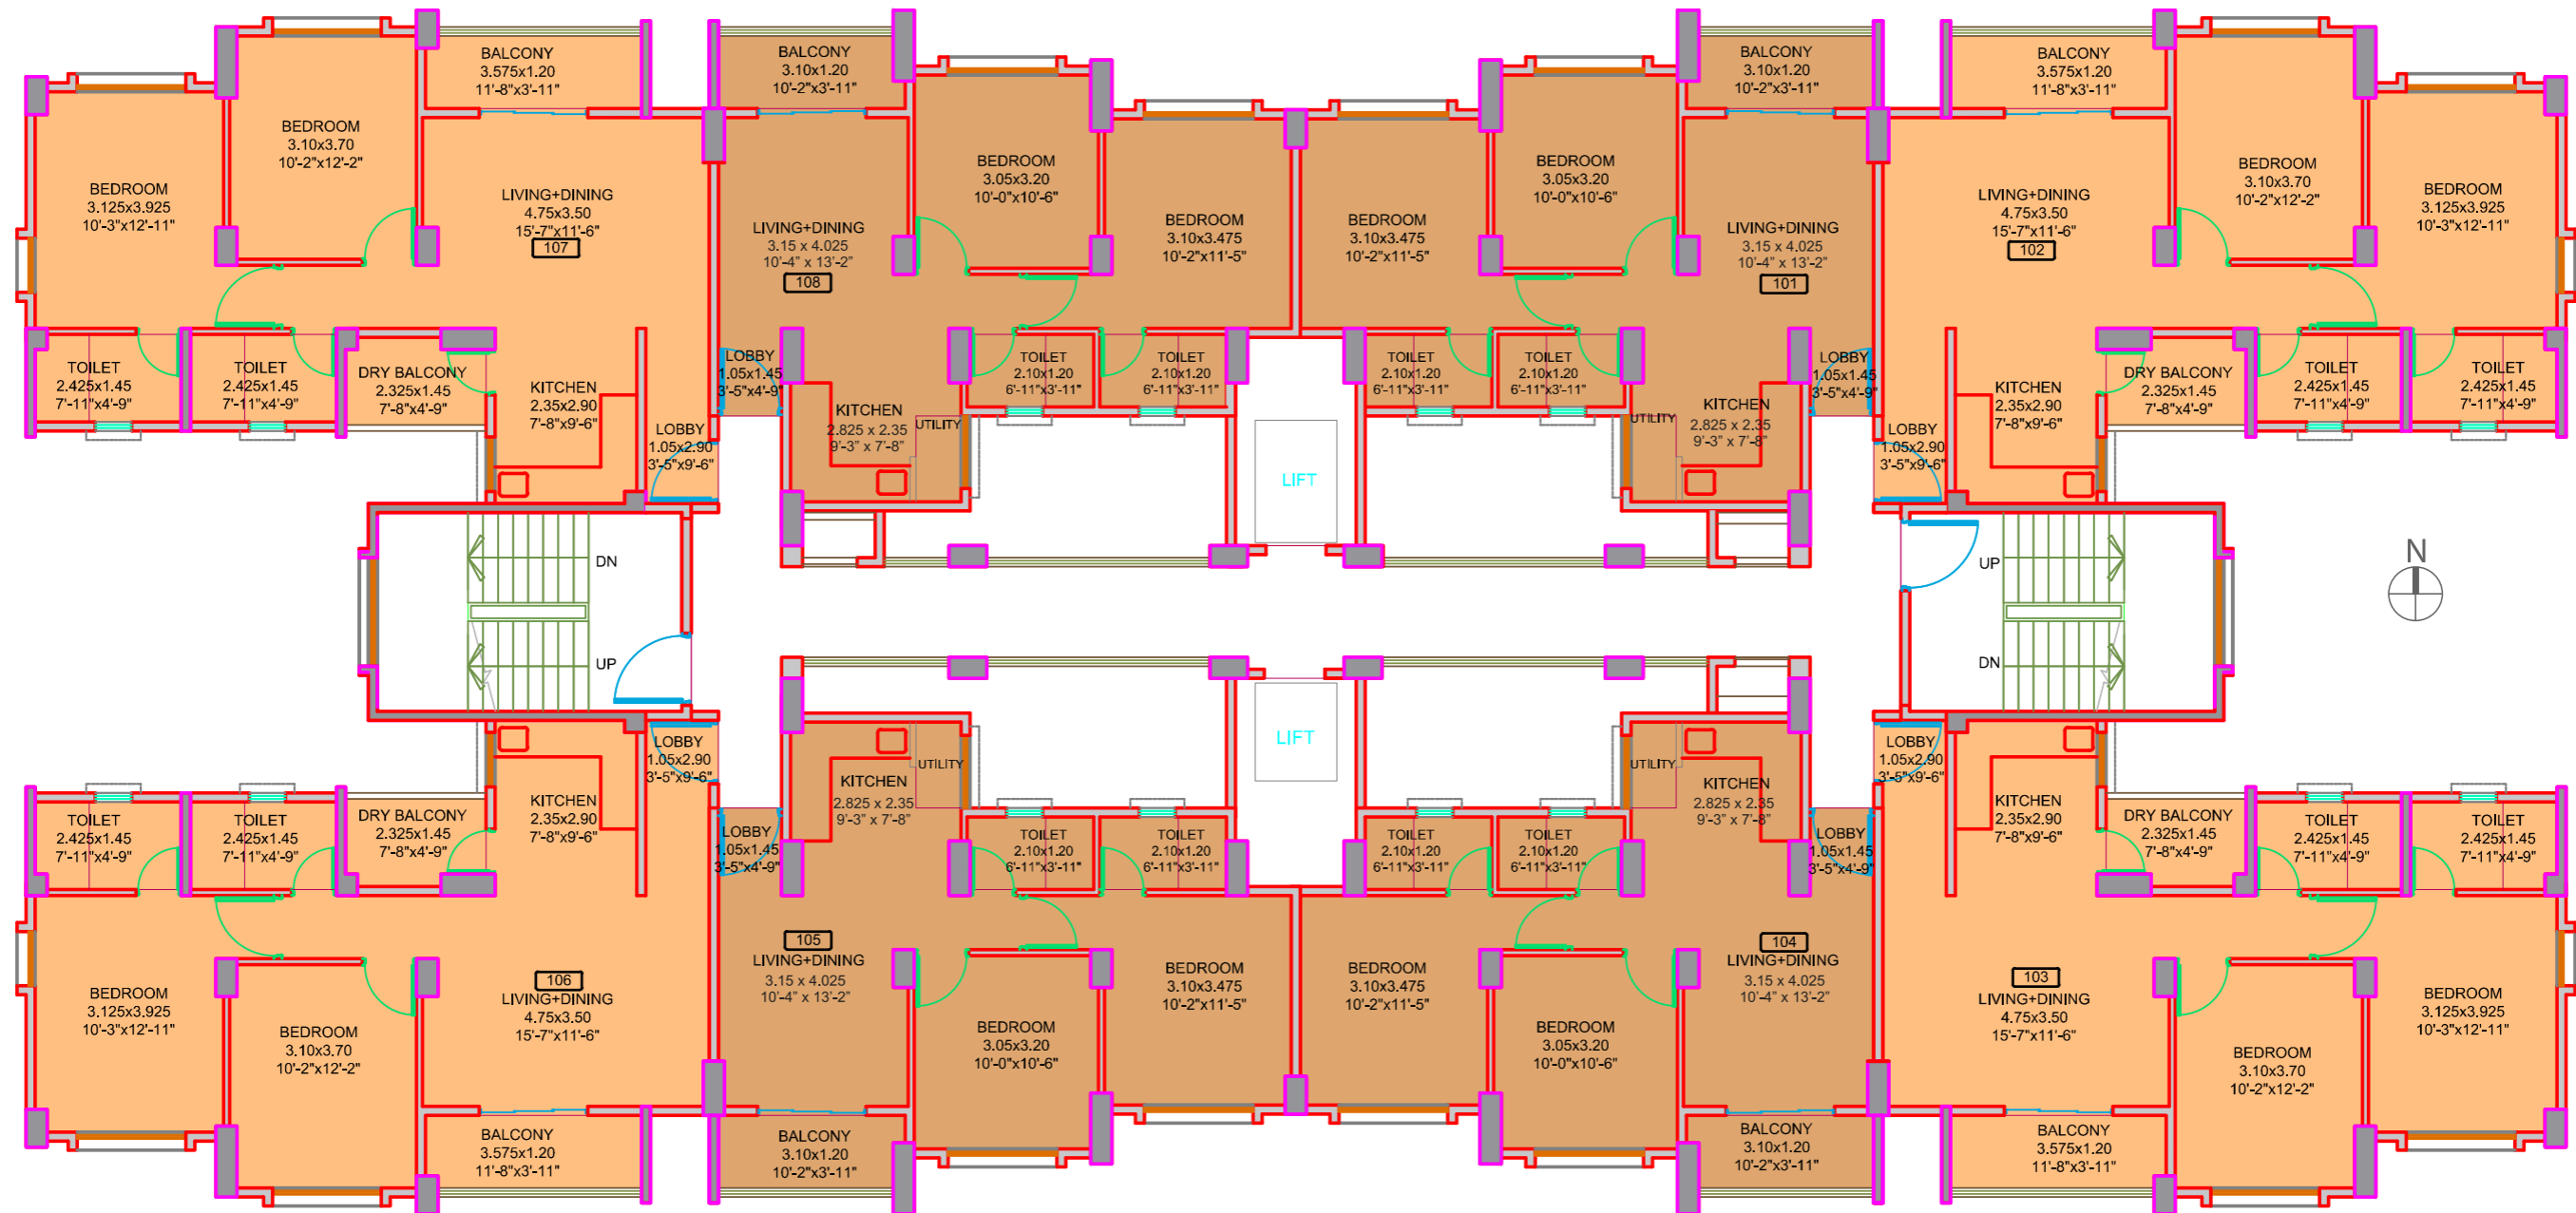 BALCONY
3.575x1.20
11'-8"x3'-11"
BALCONY
3.10x1.20
10'-2"x3'-11"
BALCONY
3.10x1.20
10'-2"x3'-11"
BALCONY
3.575x1.20
11'-8"x3'-11"
BEDROOM
3.125x3.925
10'-3"x12'-11"
BEDROOM
3.10x3.70
10'-2"x12'-2"
LIVING+DINING
4.75x3.50
15'-7"x11'-6"
107
LIVING+DINING
3.15 x 4.025
10'-4" x 13'-2"
108
BEDROOM
3.05x3.20
10'-0"x10'-6"
BEDROOM
3.10x3.475
10'-2"x11'-5"
BEDROOM
3.10x3.475
10'-2"x11'-5"
BEDROOM
3.05x3.20
10'-0"x10'-6"
LIVING+DINING
3.15 x 4.025
10'-4" x 13'-2"
101
LIVING+DINING
4.75x3.50
15'-7"x11'-6"
102
BEDROOM
3.10x3.70
10'-2"x12'-2"
BEDROOM
3.125x3.925
10'-3"x12'-11"
TOILET
2.425x1.45
7'-11"x4'-9"
TOILET
2.425x1.45
7'-11"x4'-9"
DRY BALCONY
2.325x1.45
7'-8"x4'-9"
KITCHEN
2.35x2.90
7'-8"x9'-6"
LOBBY
1.05x2.90
3'-5"x9'-6"
LOBBY
1.05x1.45
3'-5"x4'-9"
KITCHEN
2.825 x 2.35
9'-3" x 7'-8"
UTILITY
TOILET
2.10x1.20
6'-11"x3'-11"
TOILET
2.10x1.20
6'-11"x3'-11"
LIFT
TOILET
2.10x1.20
6'-11"x3'-11"
TOILET
2.10x1.20
6'-11"x3'-11"
UTILITY
KITCHEN
2.825 x 2.35
9'-3" x 7'-8"
LOBBY
1.05x1.45
3'-5"x4'-9"
LOBBY
1.05x2.90
3'-5"x9'-6"
KITCHEN
2.35x2.90
7'-8"x9'-6"
DRY BALCONY
2.325x1.45
7'-8"x4'-9"
TOILET
2.425x1.45
7'-11"x4'-9"
TOILET
2.425x1.45
7'-11"x4'-9"
DN
UP
UP
DN
N
TOILET
2.425x1.45
7'-11"x4'-9"
TOILET
2.425x1.45
7'-11"x4'-9"
DRY BALCONY
2.325x1.45
7'-8"x4'-9"
KITCHEN
2.35x2.90
7'-8"x9'-6"
LOBBY
1.05x2.90
3'-5"x9'-6"
LOBBY
1.05x1.45
3'-5"x4'-9"
KITCHEN
2.825 x 2.35
9'-3" x 7'-8"
UTILITY
TOILET
2.10x1.20
6'-11"x3'-11"
TOILET
2.10x1.20
6'-11"x3'-11"
LIFT
TOILET
2.10x1.20
6'-11"x3'-11"
TOILET
2.10x1.20
6'-11"x3'-11"
UTILITY
KITCHEN
2.825 x 2.35
9'-3" x 7'-8"
LOBBY
1.05x1.45
3'-5"x4'-9"
LOBBY
1.05x2.90
3'-5"x9'-6"
KITCHEN
2.35x2.90
7'-8"x9'-6"
DRY BALCONY
2.325x1.45
7'-8"x4'-9"
TOILET
2.425x1.45
7'-11"x4'-9"
TOILET
2.425x1.45
7'-11"x4'-9"
BEDROOM
3.125x3.925
10'-3"x12'-11"
BEDROOM
3.10x3.70
10'-2"x12'-2"
106
LIVING+DINING
4.75x3.50
15'-7"x11'-6"
105
LIVING+DINING
3.15 x 4.025
10'-4" x 13'-2"
BEDROOM
3.05x3.20
10'-0"x10'-6"
BEDROOM
3.10x3.475
10'-2"x11'-5"
BEDROOM
3.10x3.475
10'-2"x11'-5"
BEDROOM
3.05x3.20
10'-0"x10'-6"
104
LIVING+DINING
3.15 x 4.025
10'-4" x 13'-2"
103
LIVING+DINING
4.75x3.50
15'-7"x11'-6"
BEDROOM
3.10x3.70
10'-2"x12'-2"
BEDROOM
3.125x3.925
10'-3"x12'-11"
BALCONY
3.575x1.20
11'-8"x3'-11"
BALCONY
3.10x1.20
10'-2"x3'-11"
BALCONY
3.10x1.20
10'-2"x3'-11"
BALCONY
3.575x1.20
11'-8"x3'-11"